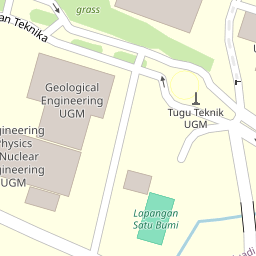 grass
an Teknika
Geological
Engineering
UGM
Tugu Teknik
UGM
ngineering
hysics
Nuclear
ngineering
UGM
Lapangan
Satu Bumi